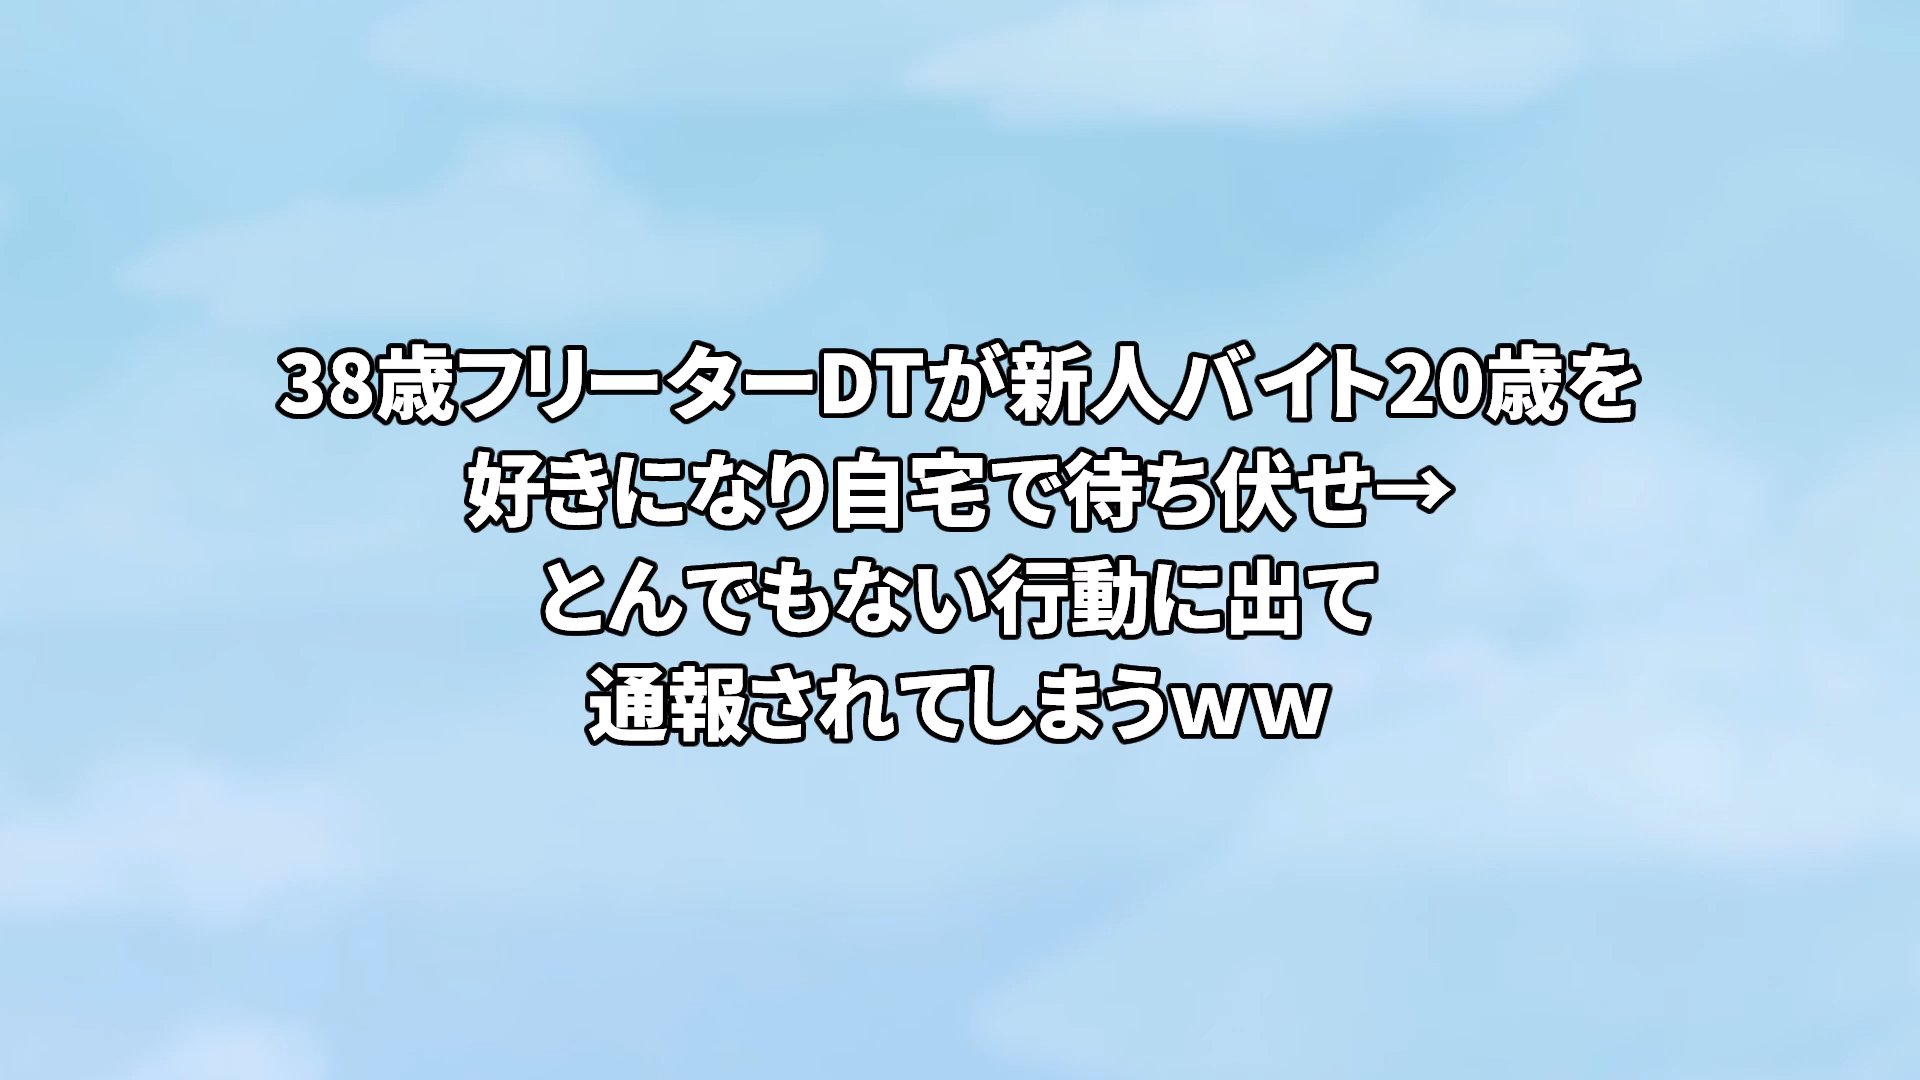 38歳フリーターDTが新人バイト20歳を
好きになり自宅で待ち伏せ→
とんでもない行動に出て
通報されてしまうｗｗ